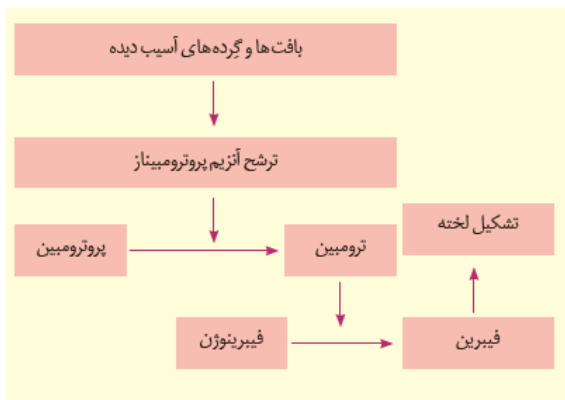 بافت‌ها و گِرده‌های آسیب دیده
ترشح آنزیم پروترومبیناز
پروترومبین
ترومبین
تشکیل لخته
فیبرینوژن
فیبرین